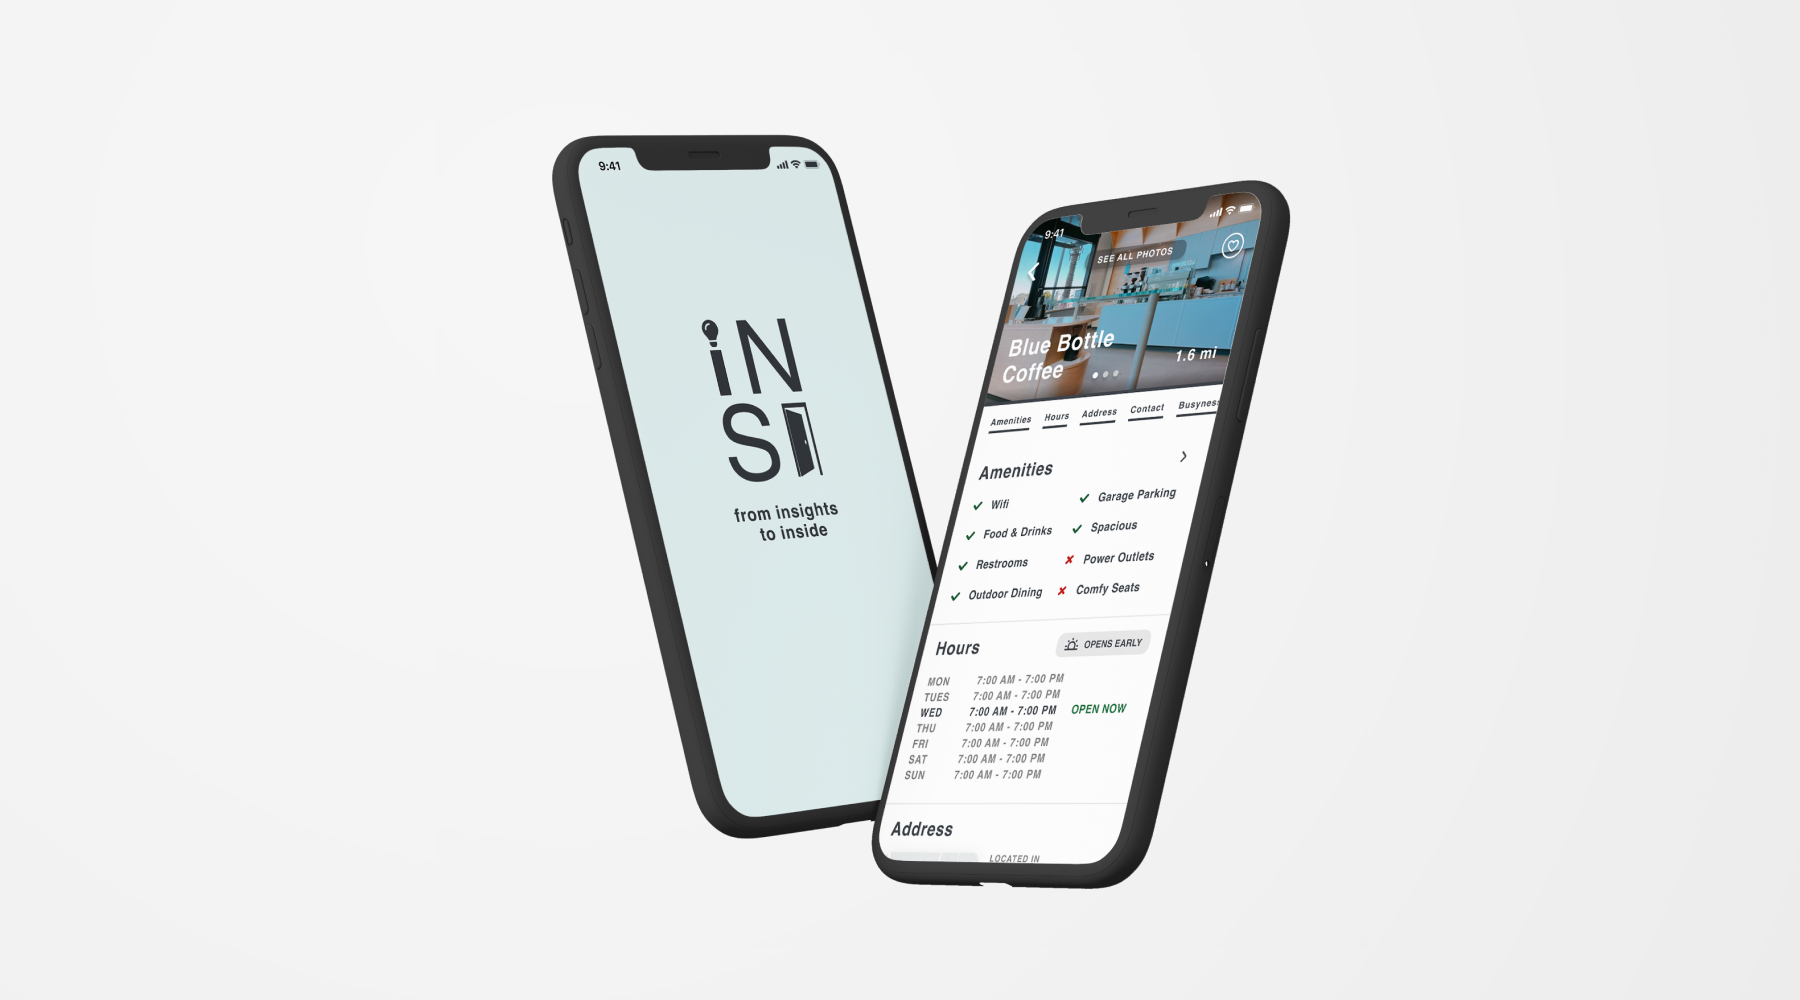 9:41
iN
SI
from insights
to inside
9:41
SEE ALL PHOTOS
Blue Bottle
Coffee
1.6 mi
Amenities Hours Address Contact Busyness
Amenities
Wifi
Garage Parking
Food & Drinks
Spacious
Restrooms
Power Outlets
Outdoor Dining
Comfy Seats
Hours
OPENS EARLY
MON 7:00 AM - 7:00 PM
TUES 7:00 AM - 7:00 PM
WED 7:00 AM - 7:00 PM OPEN NOW
THU 7:00 AM - 7:00 PM
FRI 7:00 AM - 7:00 PM
SAT 7:00 AM - 7:00 PM
SUN 7:00 AM - 7:00 PM
Address
LOCATED IN